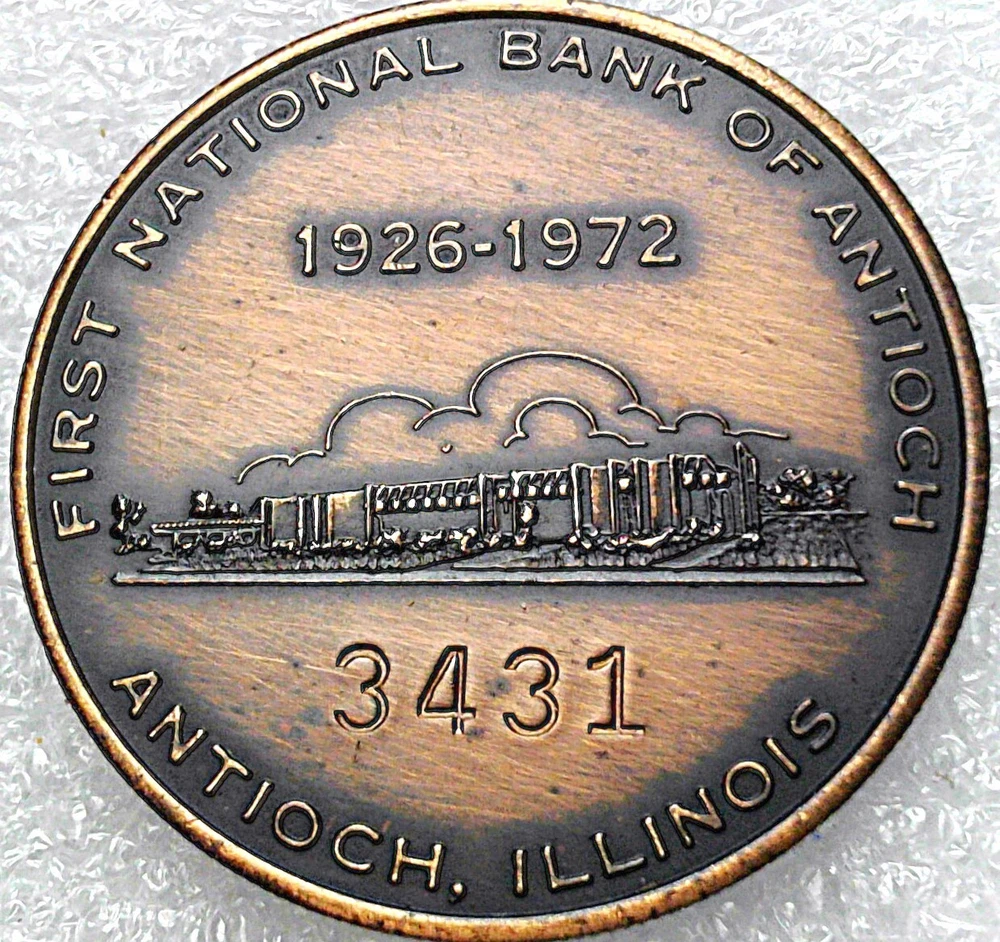 FIRST NATIONAL BANK OF ANTIOCH
1926-1972
3431
ANTIOCH, ILLINOIS